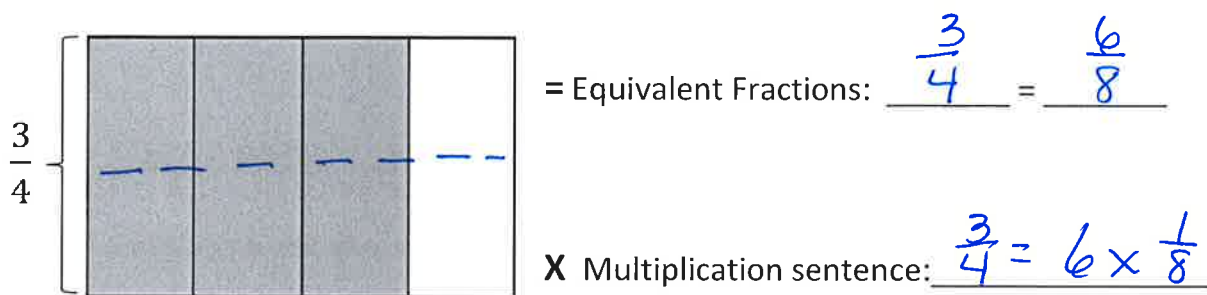 = Equivalent Fractions: 3/4 = 6/8
3/4
X Multiplication sentence: 3/4 = 6 x 1/8